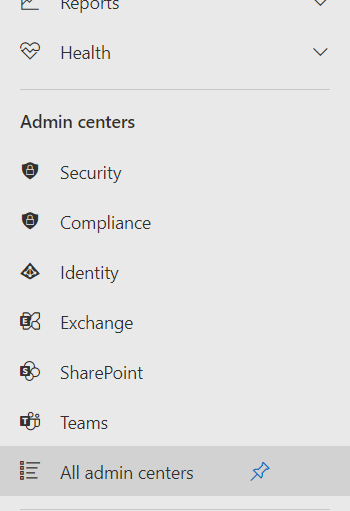 Reports
Health
Admin centers
Security
Compliance
Identity
Exchange
SharePoint
Teams
All admin centers